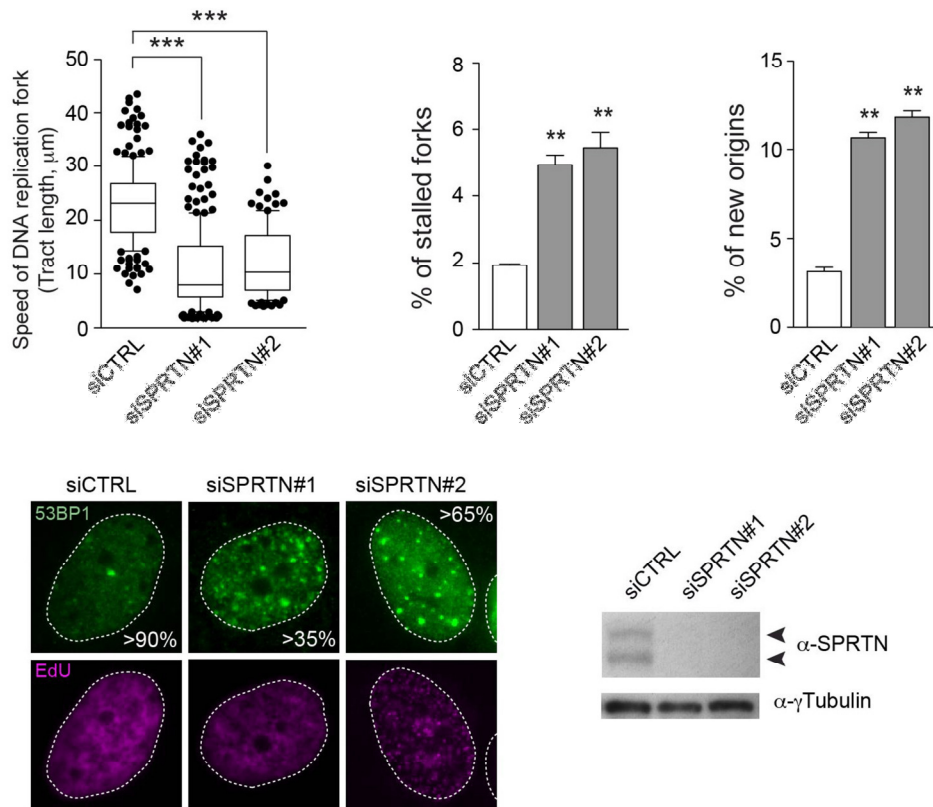 ***
***
Speed of DNA replication fork
(Tract length, μm)
50
40
30
20
10
0
siCTRL
siSPRTN#1
siSPRTN#2
% of stalled forks
8
6
4
2
0
**
**
siCTRL
siSPRTN#1
siSPRTN#2
% of new origins
15
10
5
0
**
**
siCTRL
siSPRTN#1
siSPRTN#2
siCTRL siSPRTN#1 siSPRTN#2
53BP1
>90%
>35%
>65%
EdU
siCTRL
siSPRTN#1
siSPRTN#2
α-SPRTN
α-γTubulin